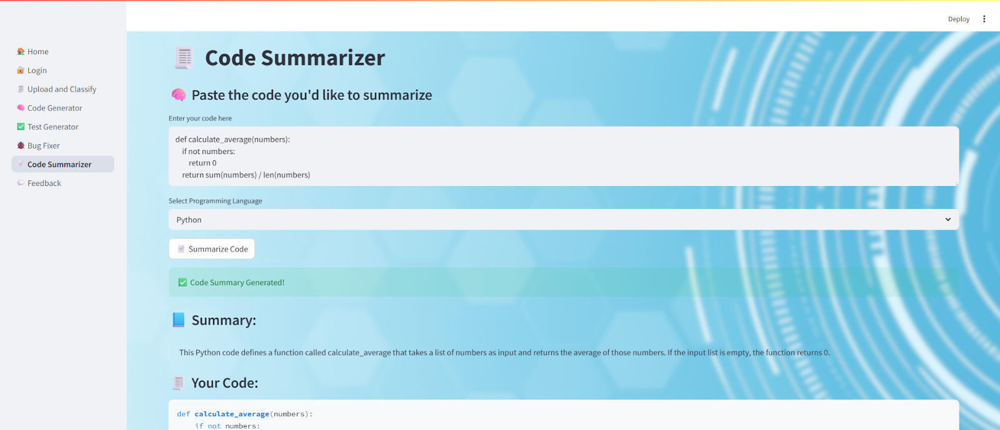 Deploy
Home
Login
Upload and Classify
Code Generator
Test Generator
Bug Fixer
Code Summarizer
Feedback
Code Summarizer
Paste the code you'd like to summarize
Enter your code here
def calculate_average(numbers):
    if not numbers:
        return 0
    return sum(numbers) / len(numbers)
Select Programming Language
Python
Summarize Code
Code Summary Generated!
Summary:
This Python code defines a function called calculate_average that takes a list of numbers as input and returns the average of those numbers. If the input list is empty, the function returns 0.
Your Code:
def calculate_average(numbers):
    if not numbers: